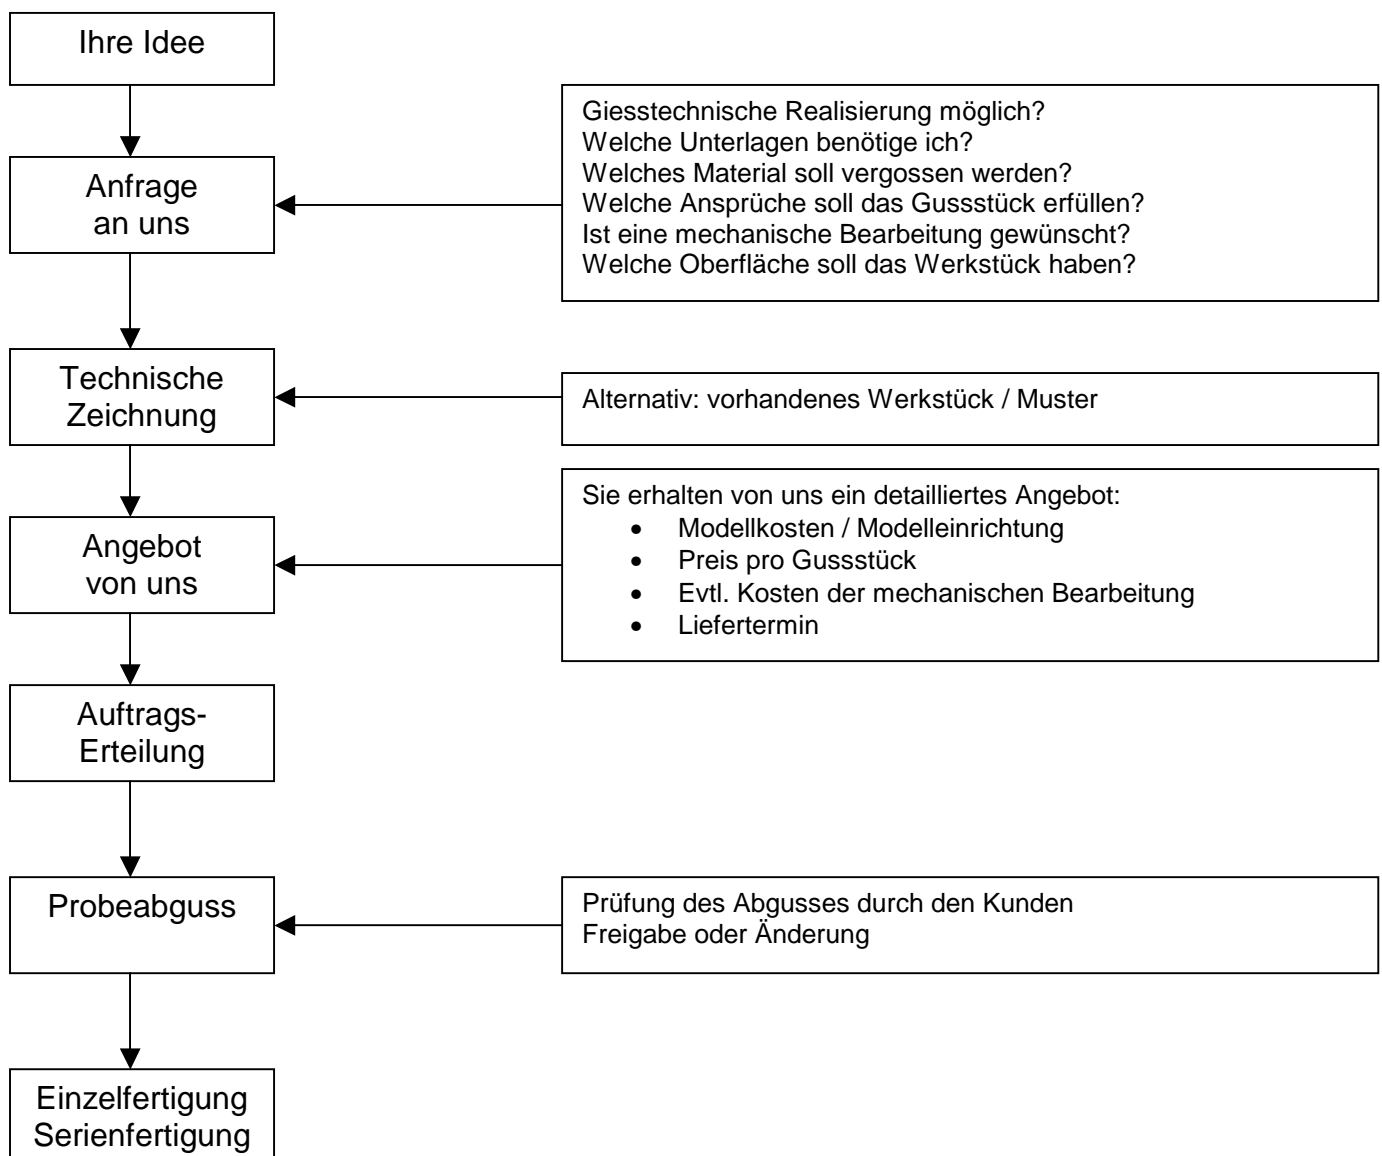 Ihre Idee
Giesstechnische Realisierung möglich?
Welche Unterlagen benötige ich?
Welches Material soll vergossen werden?
Welche Ansprüche soll das Gussstück erfüllen?
Ist eine mechanische Bearbeitung gewünscht?
Welche Oberfläche soll das Werkstück haben?
Anfrage
an uns
Technische
Zeichnung
Alternativ: vorhandenes Werkstück / Muster
Sie erhalten von uns ein detailliertes Angebot:
• Modellkosten / Modelleinrichtung
• Preis pro Gussstück
• Evtl. Kosten der mechanischen Bearbeitung
• Liefertermin
Angebot
von uns
Auftrags-
Erteilung
Probeabguss
Prüfung des Abgusses durch den Kunden
Freigabe oder Änderung
Einzelfertigung
Serienfertigung